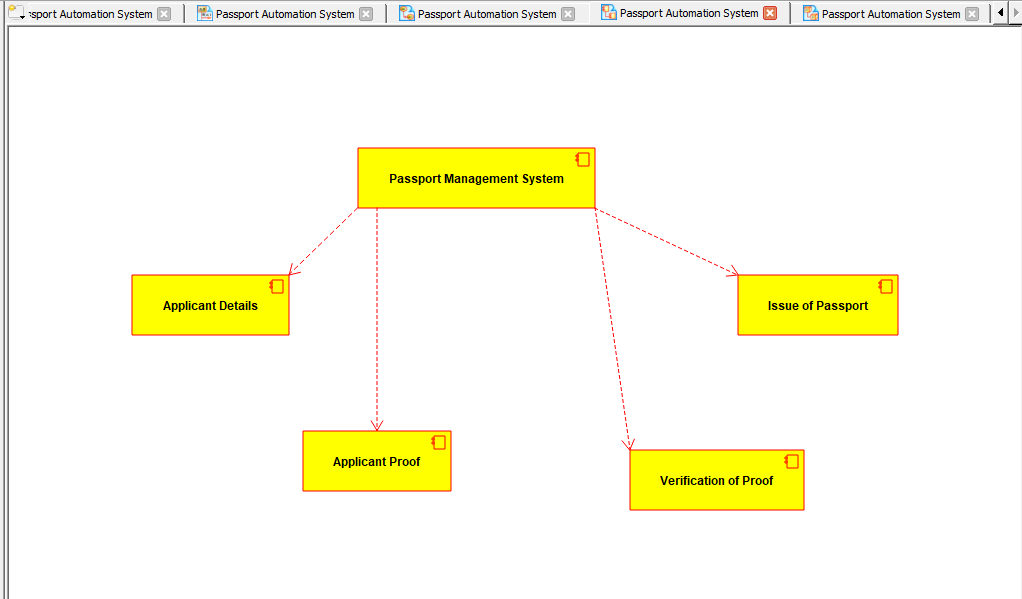 sport Automation System
Passport Automation System
Passport Automation System
Passport Automation System
Passport Automation System
Passport Management System
Applicant Details
Issue of Passport
Applicant Proof
Verification of Proof